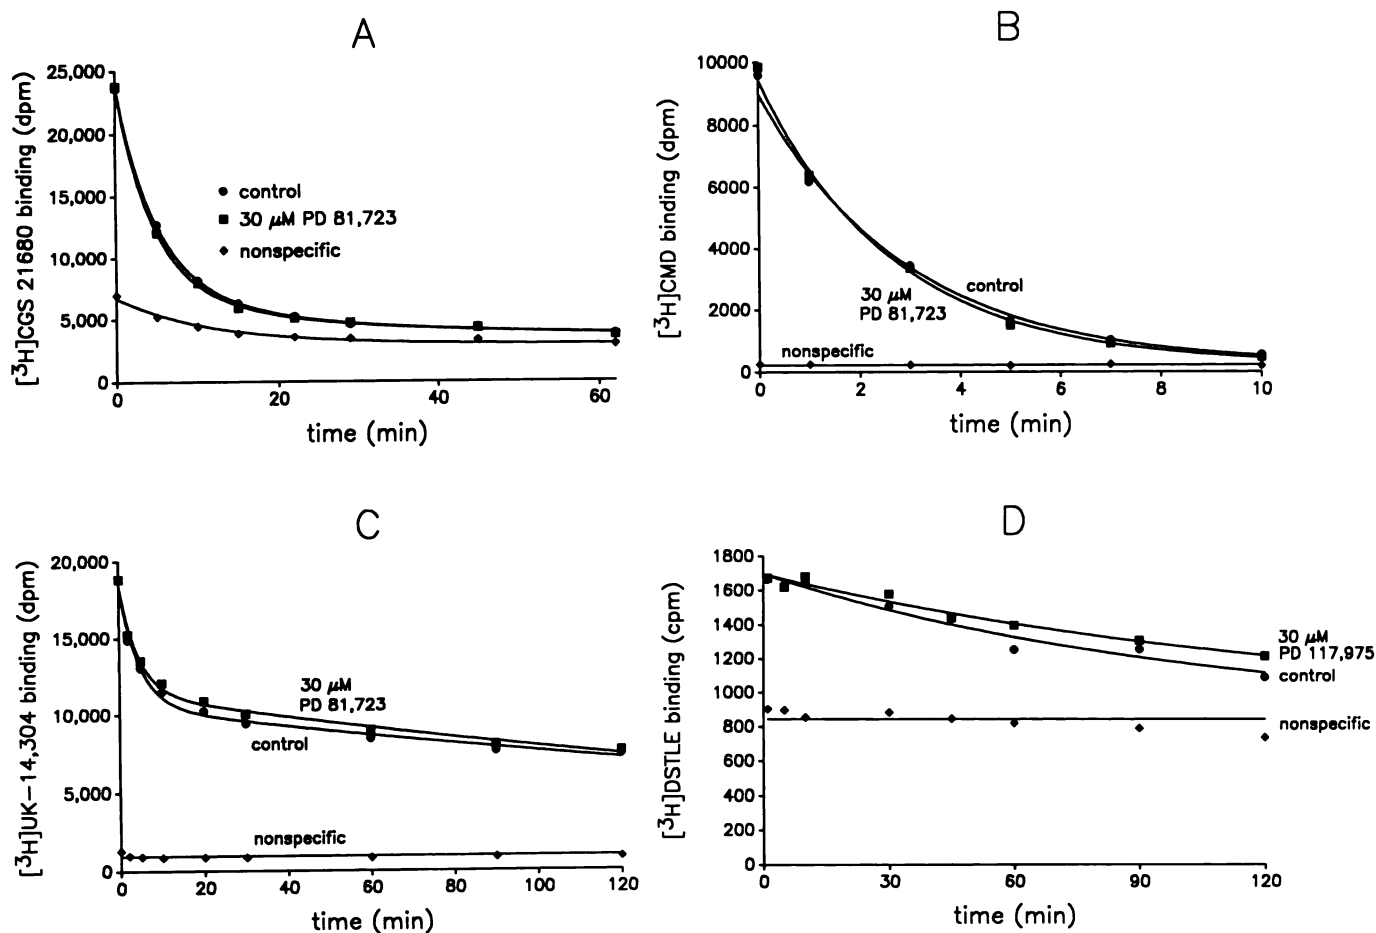 A
[³H]CGS 21680 binding (dpm)
25,000
20,000
15,000
10,000
5,000
0
control
30 μM PD 81,723
nonspecific
0 20 40 60
time (min)
B
[³H]CMD binding (dpm)
10000
8000
6000
4000
2000
0
control
30 μM
PD 81,723
nonspecific
0 2 4 6 8 10
time (min)
C
[³H]UK-14,304 binding (dpm)
20,000
15,000
10,000
5,000
0
30 μM
PD 81,723
control
nonspecific
0 20 40 60 80 100 120
time (min)
D
[³H]DSTLE binding (cpm)
1800
1600
1400
1200
1000
800
600
400
200
0
30 μM
PD 117,975
control
nonspecific
0 30 60 90 120
time (min)